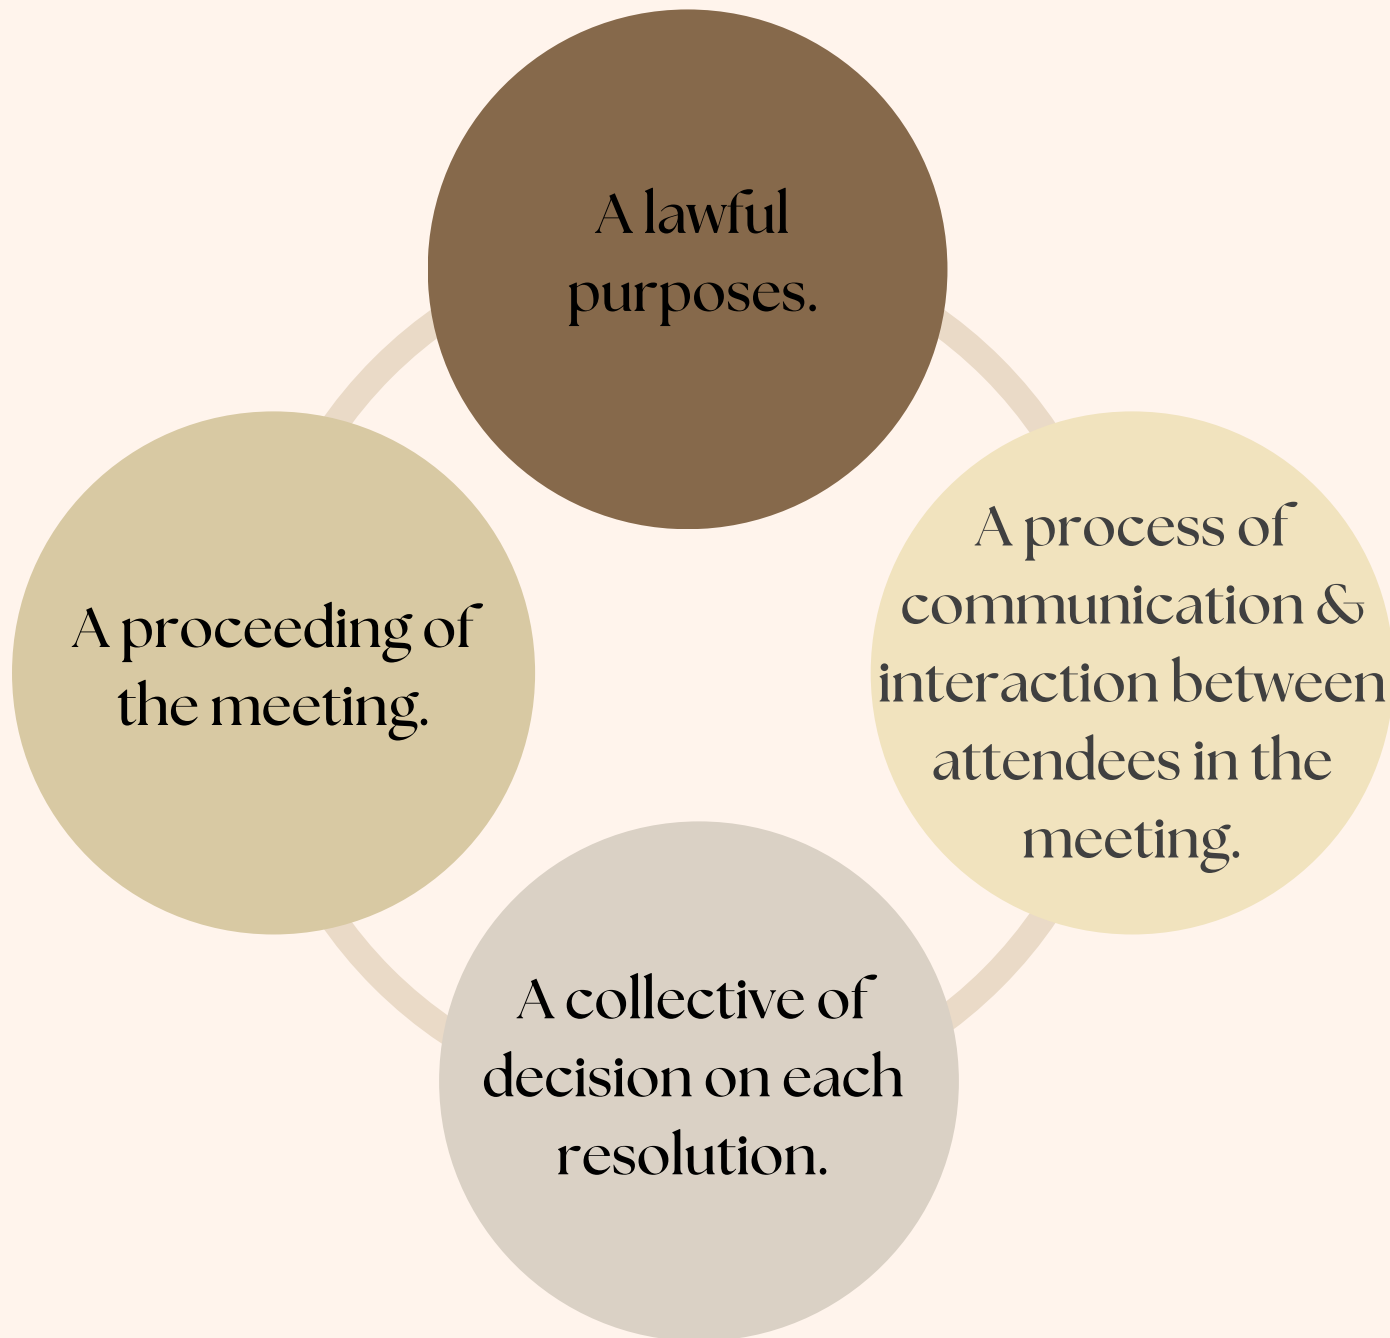 A lawful
purposes.
A process of
communication &
interaction between
attendees in the
meeting.
A collective of
decision on each
resolution.
A proceeding of
the meeting.